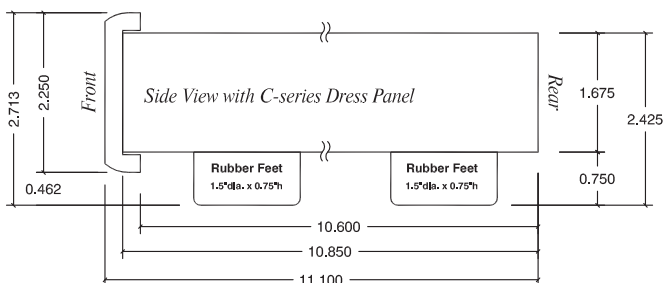 2.713
2.250
Front
Side View with C-series Dress Panel
Rear
1.675
2.425
Rubber Feet
1.5"dia. x 0.75"h
Rubber Feet
1.5"dia. x 0.75"h
0.462
0.750
10.600
10.850
11.100